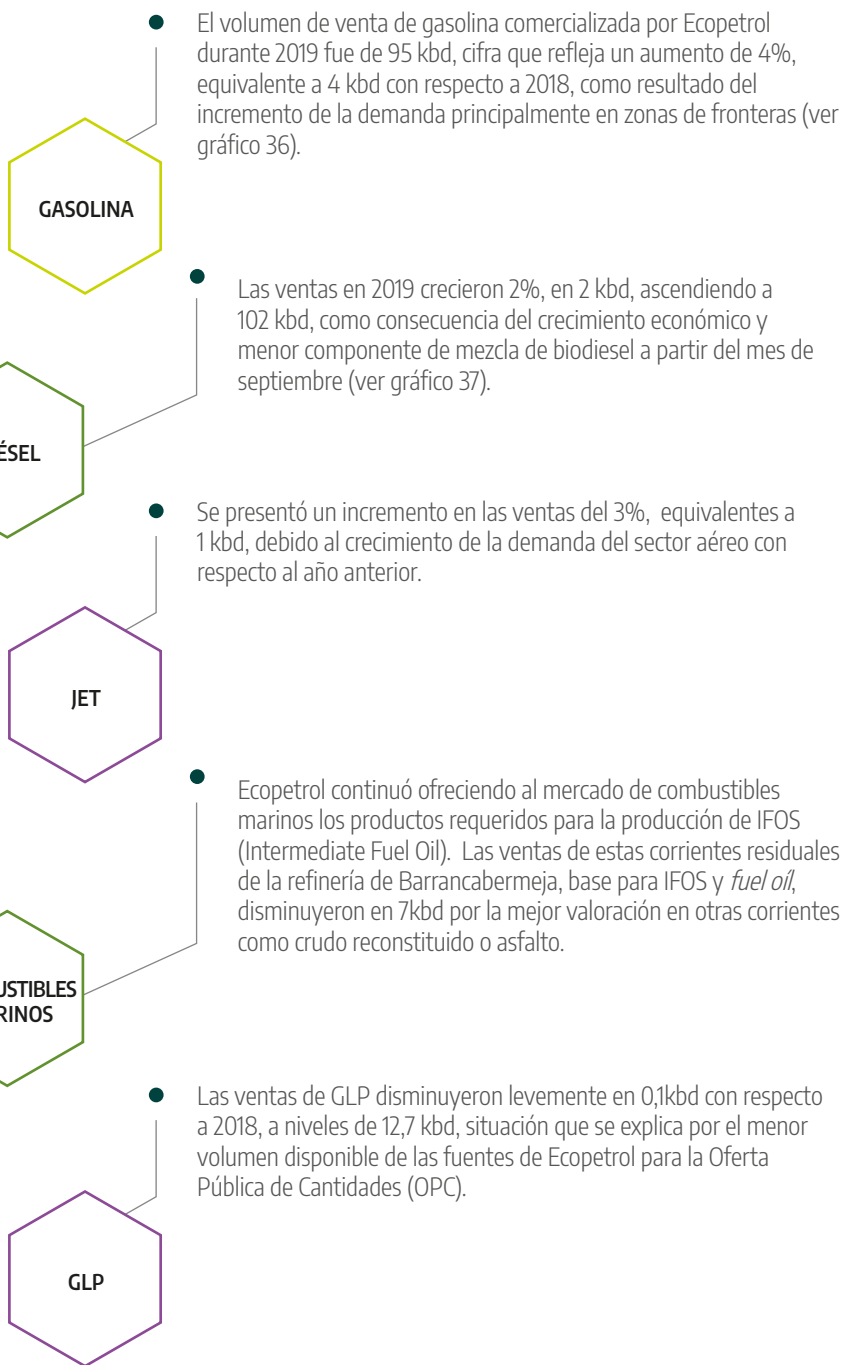 El volumen de venta de gasolina comercializada por Ecopetrol
durante 2019 fue de 95 kbd, cifra que refleja un aumento de 4%,
equivalente a 4 kbd con respecto a 2018, como resultado del
incremento de la demanda principalmente en zonas de fronteras (ver
gráfico 36).
GASOLINA
Las ventas en 2019 crecieron 2%, en 2 kbd, ascendiendo a
102 kbd, como consecuencia del crecimiento económico y
menor componente de mezcla de biodiesel a partir del mes de
septiembre (ver gráfico 37).
ÉSEL
Se presentó un incremento en las ventas del 3%, equivalentes a
1 kbd, debido al crecimiento de la demanda del sector aéreo con
respecto al año anterior.
JET
Ecopetrol continuó ofreciendo al mercado de combustibles
marinos los productos requeridos para la producción de IFOS
(Intermediate Fuel Oil). Las ventas de estas corrientes residuales
de la refinería de Barrancabermeja, base para IFOS y fuel oíl,
disminuyeron en 7kbd por la mejor valoración en otras corrientes
como crudo reconstituido o asfalto.
USTIBLES
RINOS
Las ventas de GLP disminuyeron levemente en 0,1kbd con respecto
a 2018, a niveles de 12,7 kbd, situación que se explica por el menor
volumen disponible de las fuentes de Ecopetrol para la Oferta
Pública de Cantidades (OPC).
GLP